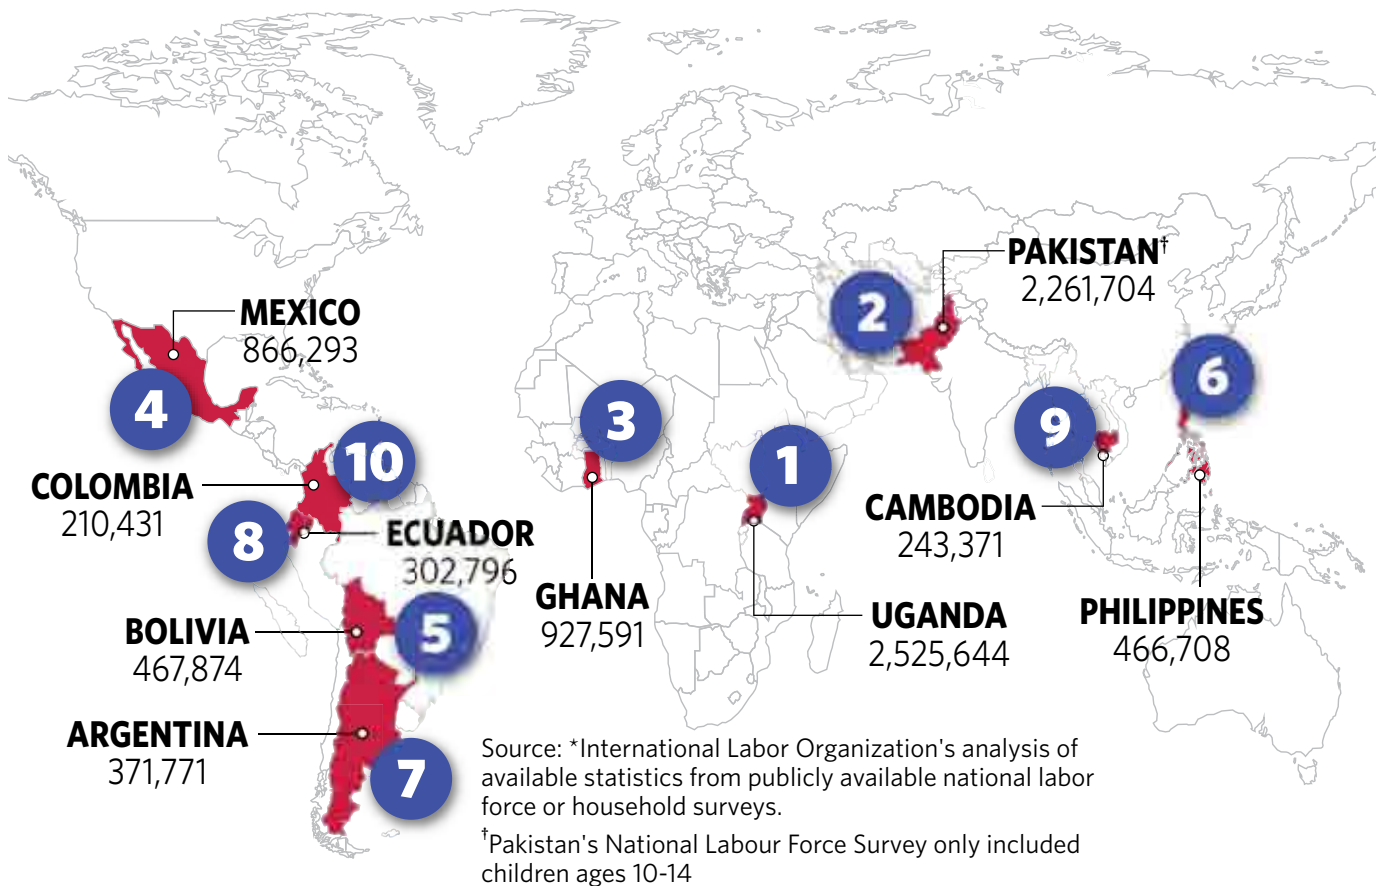 PAKISTAN†
2,261,704
2
MEXICO
866,293
4
6
3
9
10
1
COLOMBIA
210,431
8
ECUADOR
302,796
CAMBODIA
243,371
GHANA
927,591
UGANDA
2,525,644
PHILIPPINES
466,708
BOLIVIA
467,874
5
ARGENTINA
371,771
7
Source: *International Labor Organization's analysis of
available statistics from publicly available national labor
force or household surveys.
†Pakistan's National Labour Force Survey only included
children ages 10-14